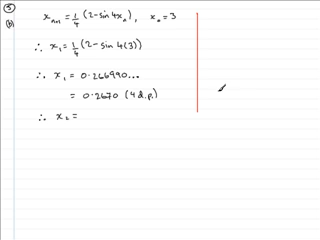 ⑤
(b) xₙ₊₁ = 1/4 (2 - sin 4xₙ), x₀ = 3
∴ x₁ = 1/4 (2 - sin 4(3))
∴ x₁ = 0.266990...
= 0.2670 (4 d.p.)
∴ x₂ =